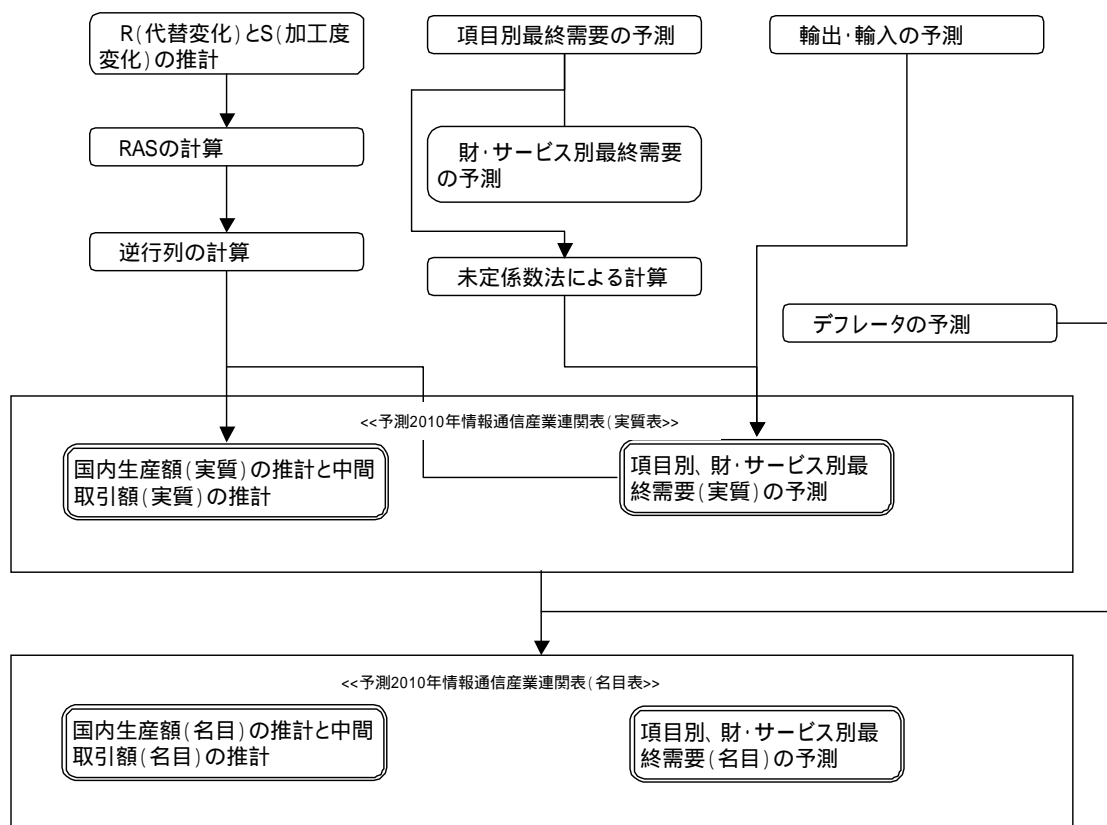 R(代替変化)とS(加工度
変化)の推計
項目別最終需要の予測
輸出・輸入の予測
RASの計算
財・サービス別最終需要
の予測
逆行列の計算
未定係数法による計算
デフレータの予測
<<予測2010年情報通信産業連関表(実質表)>>
国内生産額(実質)の推計と中間
取引額(実質)の推計
項目別、財・サービス別最
終需要(実質)の予測
<<予測2010年情報通信産業連関表(名目表)>>
国内生産額(名目)の推計と中間
取引額(名目)の推計
項目別、財・サービス別最
終需要(名目)の予測